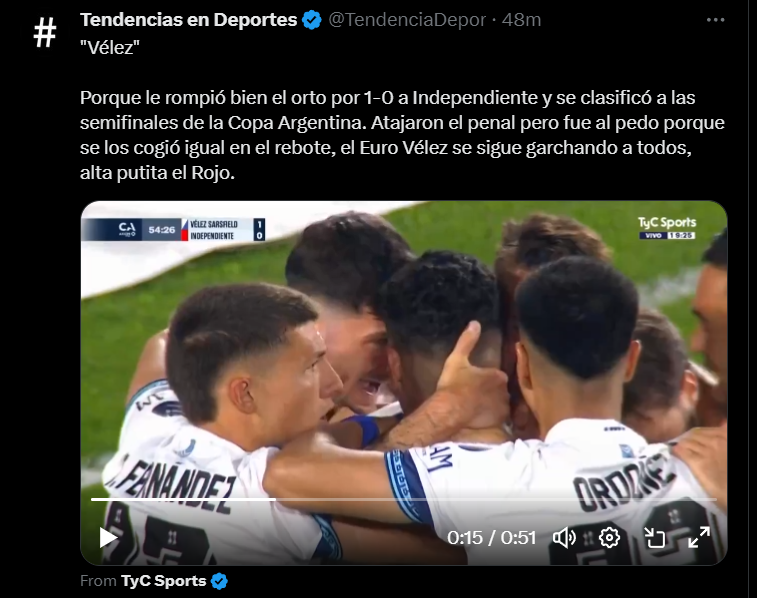 #
Tendencias en Deportes @TendenciaDepor · 48m
"Vélez"
Porque le rompió bien el orto por 1-0 a Independiente y se clasificó a las
semifinales de la Copa Argentina. Atajaron el penal pero fue al pedo porque
se los cogió igual en el rebote, el Euro Vélez se sigue garchando a todos,
alta putita el Rojo.
CA 54:26 VÉLEZ SARSFIELD 1
INDEPENDIENTE 0
TyC Sports
VIVO 19:25
FERNÁNDEZ
AM
ORDOÑEZ
0:15 / 0:51
From TyC Sports